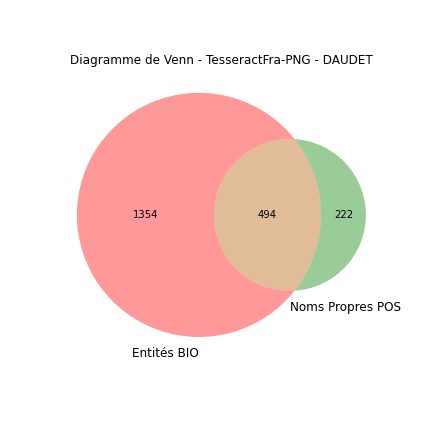 Diagramme de Venn - TesseractFra-PNG - DAUDET
1354
494
222
Noms Propres POS
Entités BIO